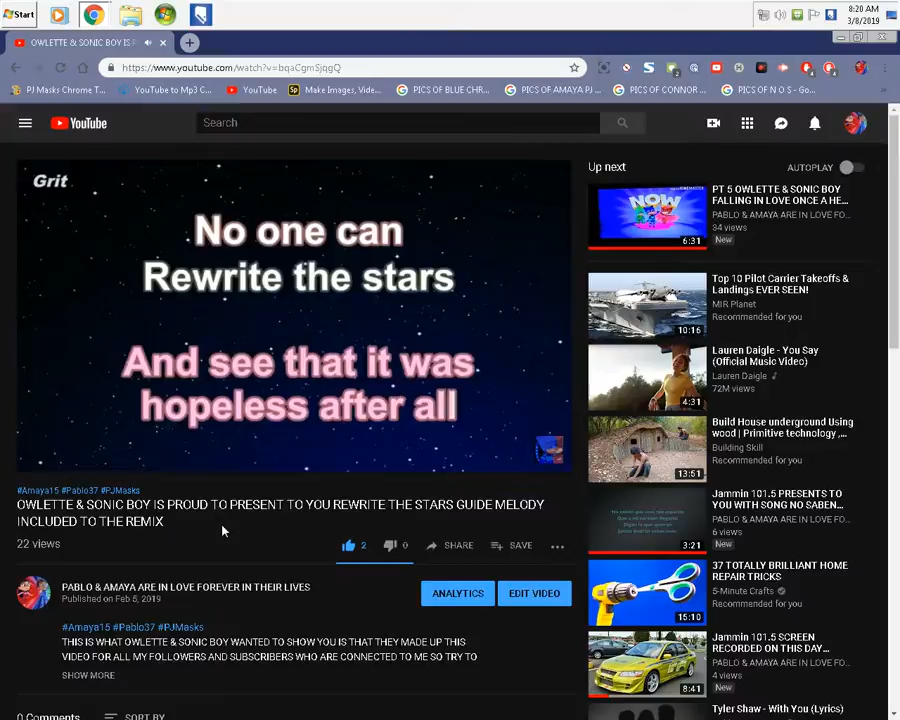 Start
8:20 AM
3/8/2019
OWLETTE & SONIC BOY IS P
https://www.youtube.com/watch?v=bqaCgmSjqgQ
PJ Masks Chrome T...
YouTube to Mp3 C...
YouTube
Make Images, Vide...
PICS OF BLUE CHR...
PICS OF AMAYA PJ ...
PICS OF CONNOR ...
PICS OF N O S - Go...
YouTube
Search
Grit
No one can
Rewrite the stars
And see that it was
hopeless after all
#Amaya15 #Pablo37 #PJMasks
OWLETTE & SONIC BOY IS PROUD TO PRESENT TO YOU REWRITE THE STARS GUIDE MELODY
INCLUDED TO THE REMIX
22 views
2
0
SHARE
SAVE
PABLO & AMAYA ARE IN LOVE FOREVER IN THEIR LIVES
Published on Feb 5, 2019
ANALYTICS
EDIT VIDEO
#Amaya15 #Pablo37 #PJMasks
THIS IS WHAT OWLETTE & SONIC BOY WANTED TO SHOW YOU IS THAT THEY MADE UP THIS
VIDEO FOR ALL MY FOLLOWERS AND SUBSCRIBERS WHO ARE CONNECTED TO ME SO TRY TO
SHOW MORE
0 Comments
SORT BY
Up next
AUTOPLAY
NOW
6:31
PT 5 OWLETTE & SONIC BOY
FALLING IN LOVE ONCE A HE...
PABLO & AMAYA ARE IN LOVE FO...
34 views
New
10:16
Top 10 Pilot Carrier Takeoffs &
Landings EVER SEEN!
MIR Planet
Recommended for you
4:31
Lauren Daigle - You Say
(Official Music Video)
Lauren Daigle
72M views
13:51
Build House underground Using
wood | Primitive technology ,...
Building Skill
Recommended for you
3:21
Jammin 101.5 PRESENTS TO
YOU WITH SONG NO SABEN...
PABLO & AMAYA ARE IN LOVE FO...
6 views
New
15:10
37 TOTALLY BRILLIANT HOME
REPAIR TRICKS
5-Minute Crafts
Recommended for you
8:41
Jammin 101.5 SCREEN
RECORDED ON THIS DAY...
PABLO & AMAYA ARE IN LOVE FO...
4 views
New
Tyler Shaw - With You (Lyrics)